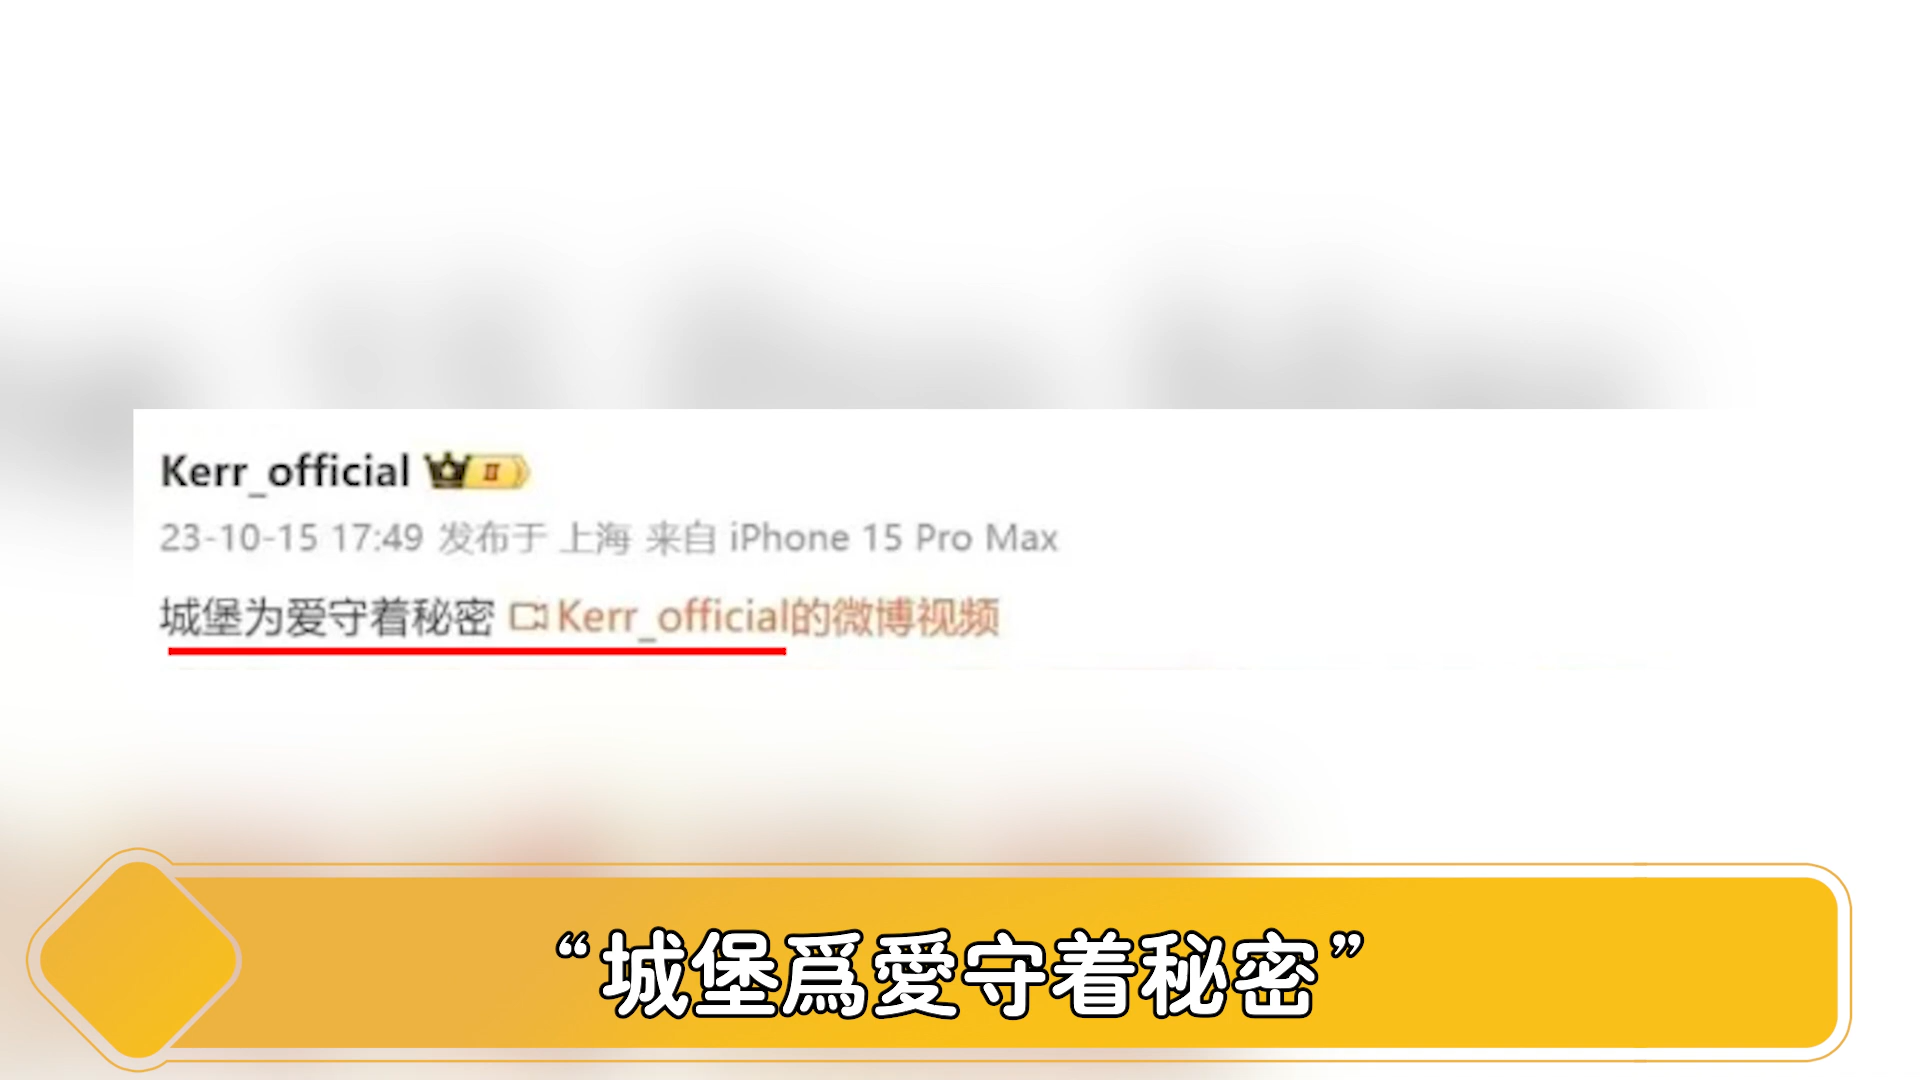 Kerr_official II
23-10-15 17:49 发布于 上海 来自 iPhone 15 Pro Max
城堡为爱守着秘密 Kerr_official的微博视频
“城堡爲愛守着秘密”